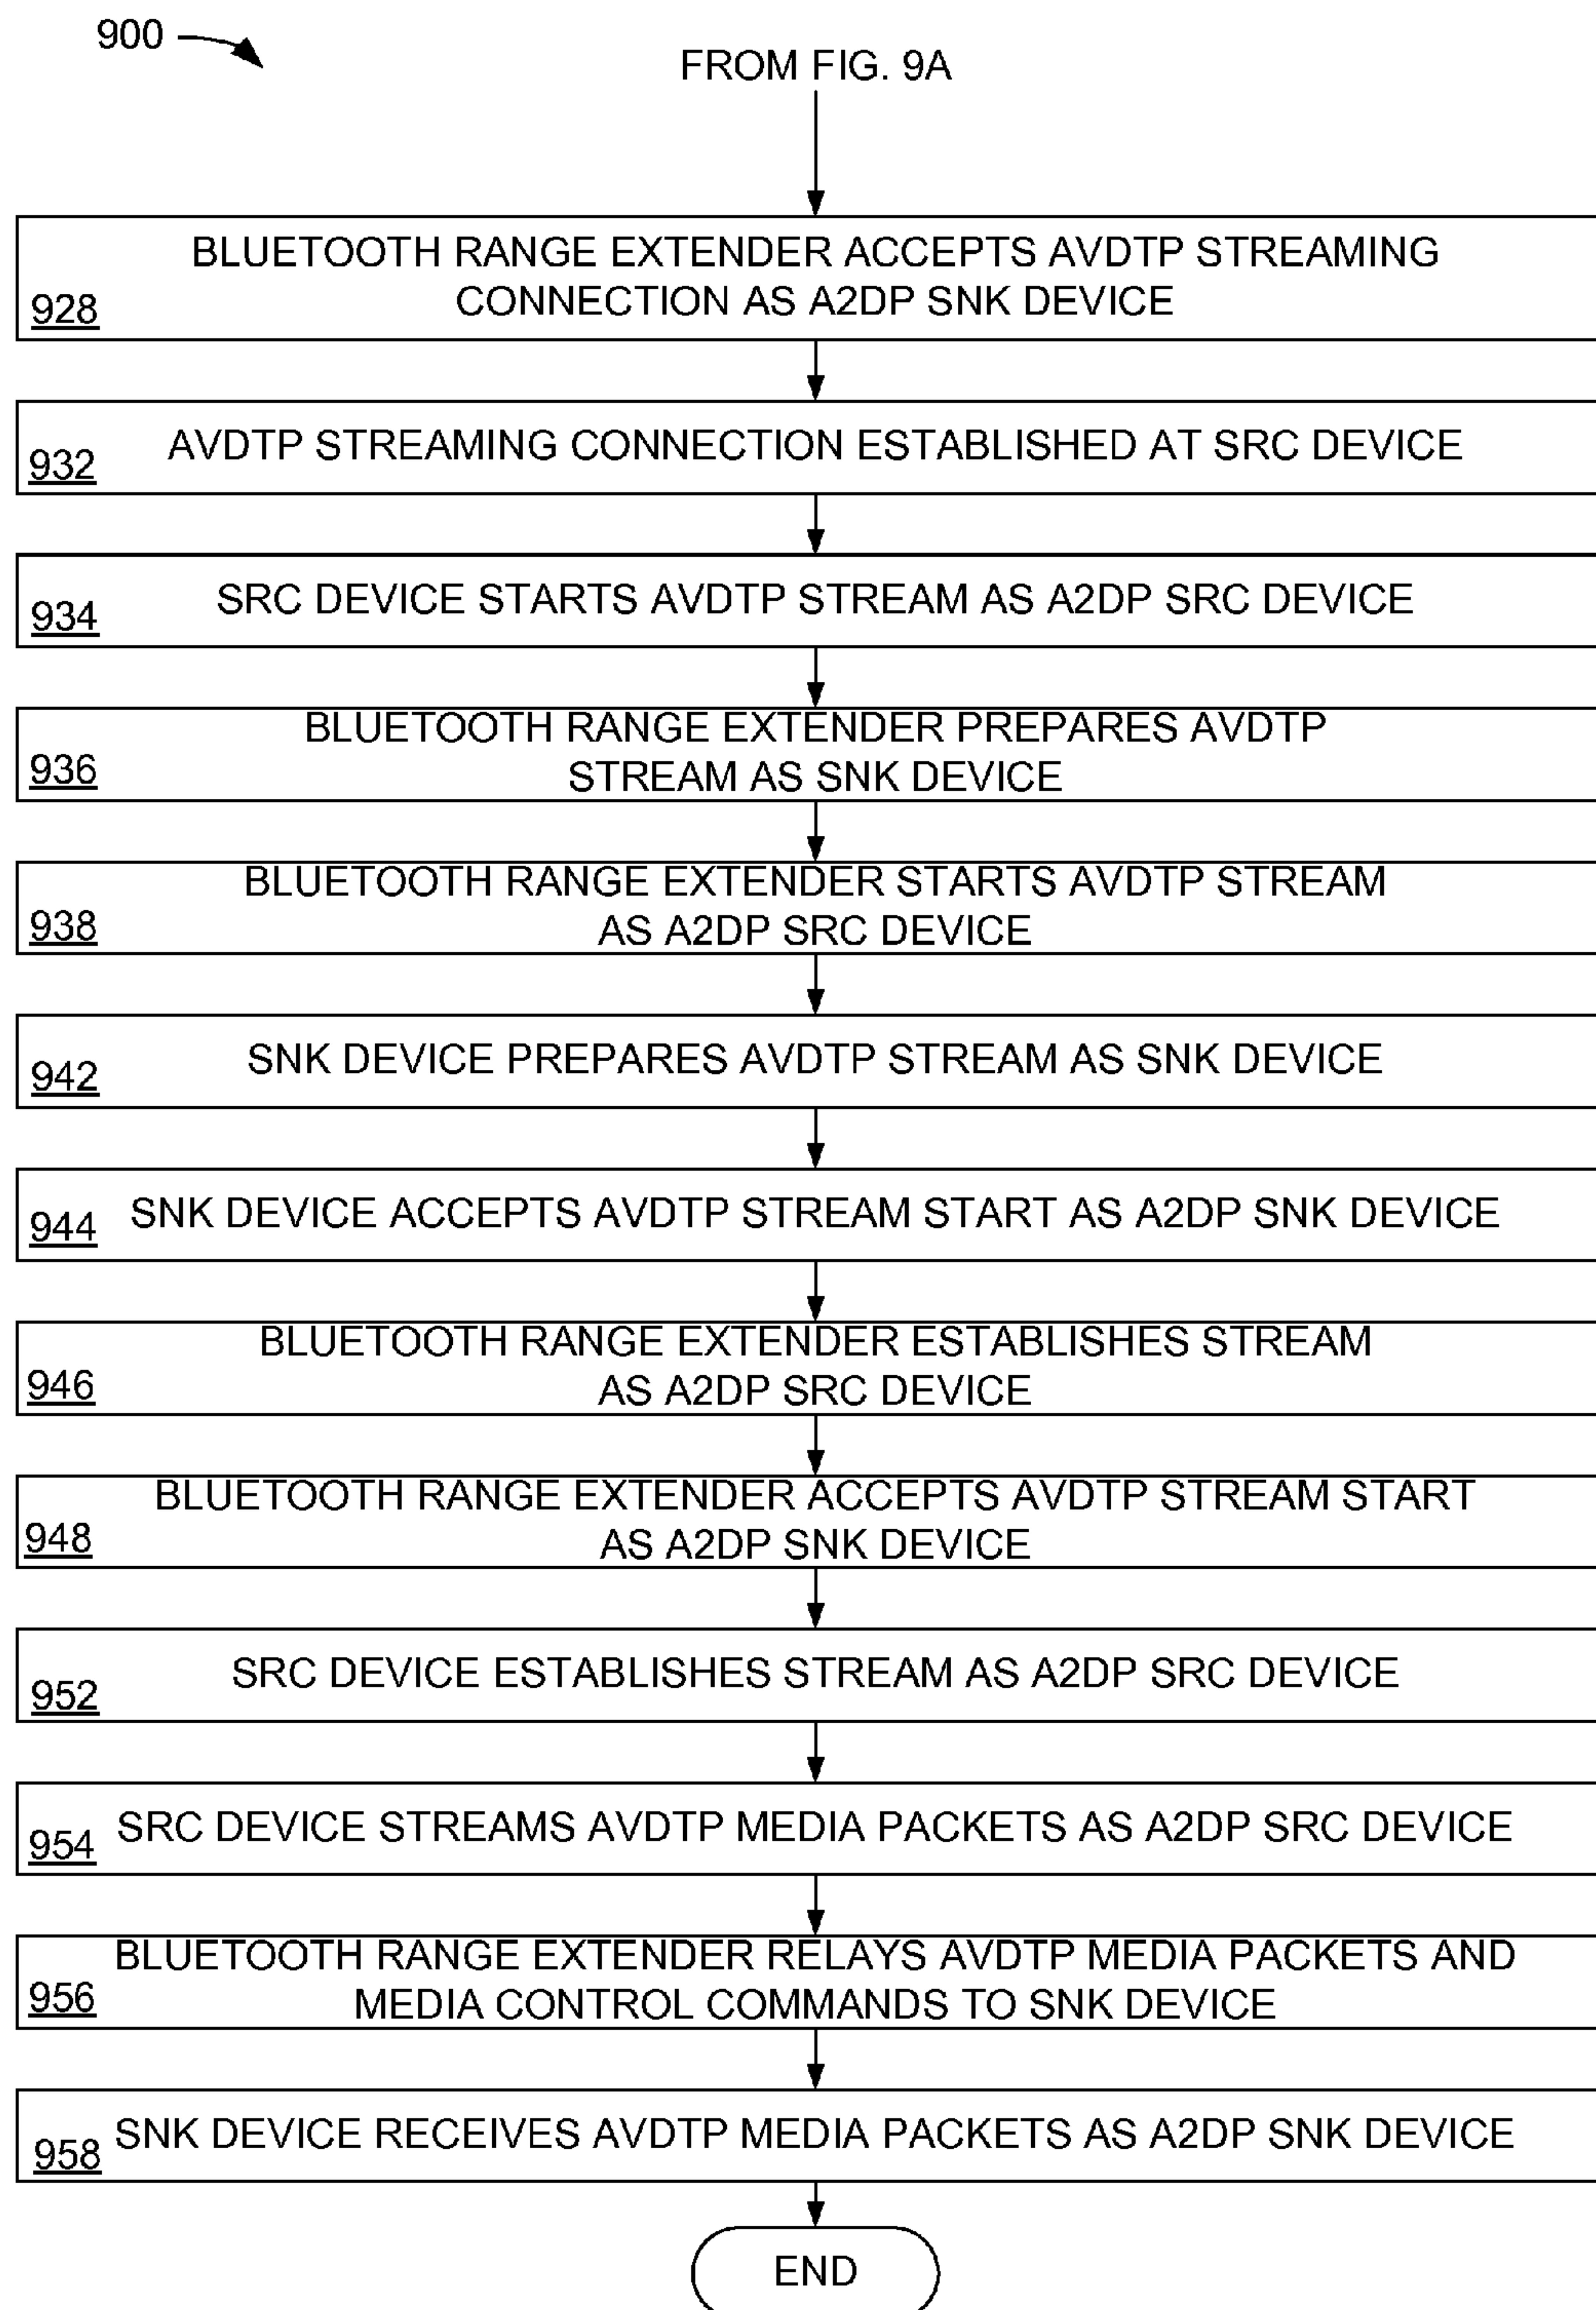 900
FROM FIG. 9A
BLUETOOTH RANGE EXTENDER ACCEPTS AVDTP STREAMING
CONNECTION AS A2DP SNK DEVICE
928
AVDTP STREAMING CONNECTION ESTABLISHED AT SRC DEVICE
932
SRC DEVICE STARTS AVDTP STREAM AS A2DP SRC DEVICE
934
BLUETOOTH RANGE EXTENDER PREPARES AVDTP
STREAM AS SNK DEVICE
936
BLUETOOTH RANGE EXTENDER STARTS AVDTP STREAM
AS A2DP SRC DEVICE
938
SNK DEVICE PREPARES AVDTP STREAM AS SNK DEVICE
942
SNK DEVICE ACCEPTS AVDTP STREAM START AS A2DP SNK DEVICE
944
BLUETOOTH RANGE EXTENDER ESTABLISHES STREAM
AS A2DP SRC DEVICE
946
BLUETOOTH RANGE EXTENDER ACCEPTS AVDTP STREAM START
AS A2DP SNK DEVICE
948
SRC DEVICE ESTABLISHES STREAM AS A2DP SRC DEVICE
952
SRC DEVICE STREAMS AVDTP MEDIA PACKETS AS A2DP SRC DEVICE
954
BLUETOOTH RANGE EXTENDER RELAYS AVDTP MEDIA PACKETS AND
MEDIA CONTROL COMMANDS TO SNK DEVICE
956
SNK DEVICE RECEIVES AVDTP MEDIA PACKETS AS A2DP SNK DEVICE
958
END